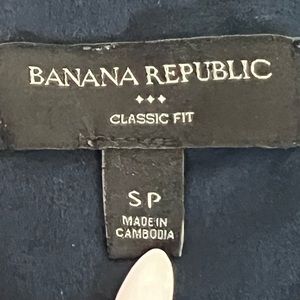 BANANA REPUBLIC
CLASSIC FIT
SP
MADE IN
CAMBODIA